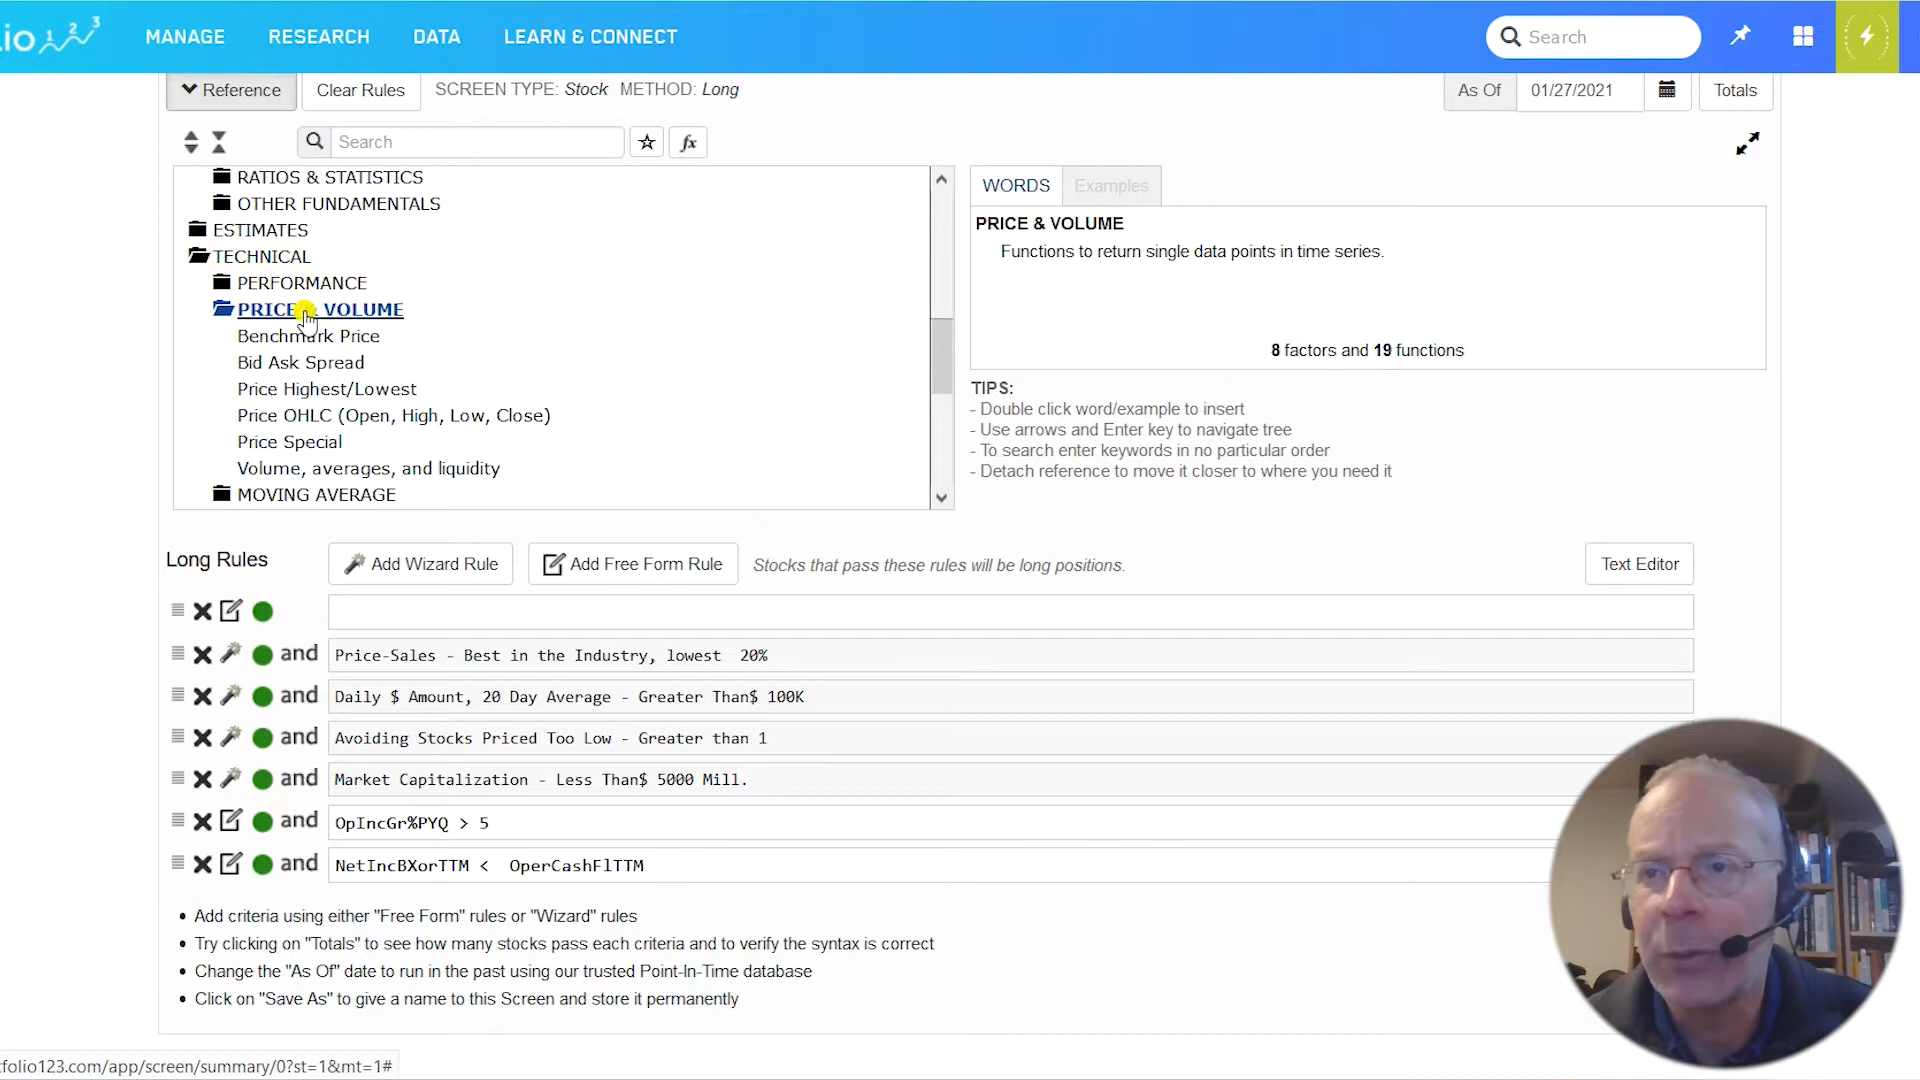 io 123
MANAGE RESEARCH DATA LEARN & CONNECT Search
Reference Clear Rules SCREEN TYPE: Stock METHOD: Long As Of 01/27/2021 Totals
Search fx
RATIOS & STATISTICS
OTHER FUNDAMENTALS
ESTIMATES
TECHNICAL
PERFORMANCE
PRICE & VOLUME
Benchmark Price
Bid Ask Spread
Price Highest/Lowest
Price OHLC (Open, High, Low, Close)
Price Special
Volume, averages, and liquidity
MOVING AVERAGE
WORDS Examples
PRICE & VOLUME
Functions to return single data points in time series.
8 factors and 19 functions
TIPS:
- Double click word/example to insert
- Use arrows and Enter key to navigate tree
- To search enter keywords in no particular order
- Detach reference to move it closer to where you need it
Long Rules Add Wizard Rule Add Free Form Rule Stocks that pass these rules will be long positions. Text Editor
and Price-Sales - Best in the Industry, lowest 20%
and Daily $ Amount, 20 Day Average - Greater Than$ 100K
and Avoiding Stocks Priced Too Low - Greater than 1
and Market Capitalization - Less Than$ 5000 Mill.
and OpIncGr%PYQ > 5
and NetIncBXorTTM < OperCashFlTTM
• Add criteria using either "Free Form" rules or "Wizard" rules
• Try clicking on "Totals" to see how many stocks pass each criteria and to verify the syntax is correct
• Change the "As Of" date to run in the past using our trusted Point-In-Time database
• Click on "Save As" to give a name to this Screen and store it permanently
tfolio123.com/app/screen/summary/0?st=1&mt=1#